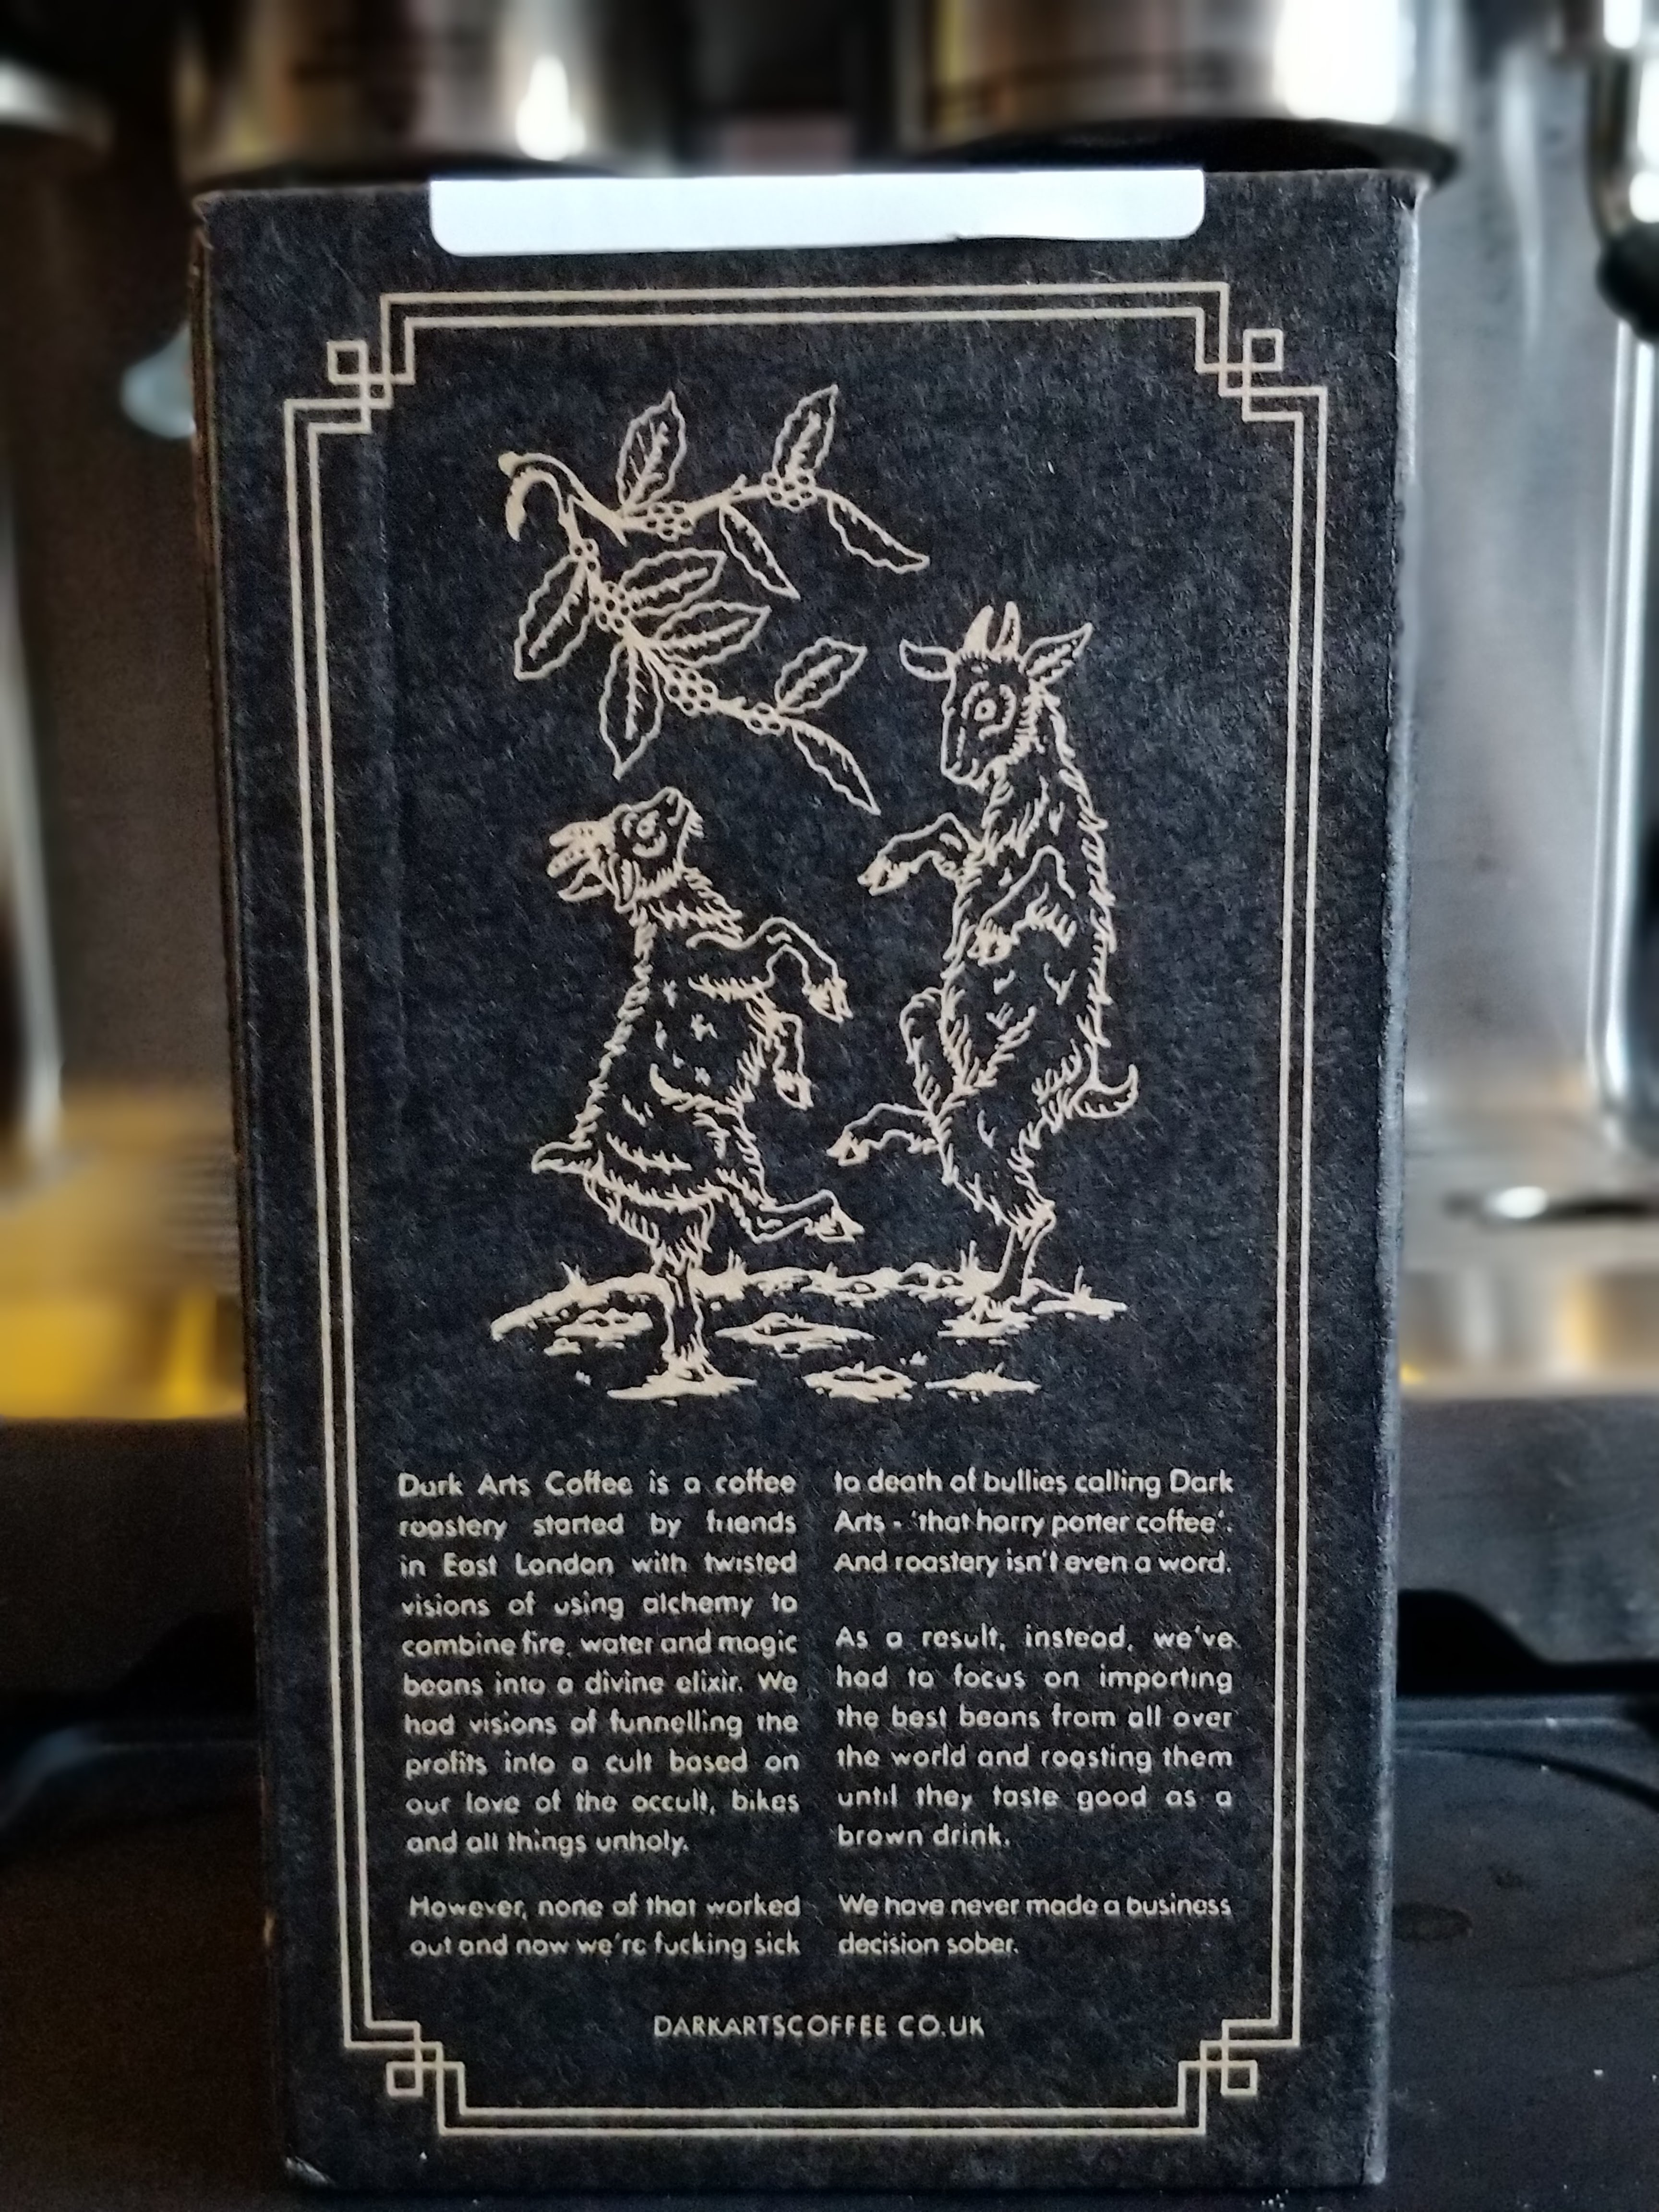 Dark Arts Coffee is a coffee
roastery started by friends
in East London with twisted
visions of using alchemy to
combine fire, water and magic
beans into a divine elixir. We
had visions of funnelling the
profits into a cult based on
our love of the occult, bikes
and all things unholy.
However, none of that worked
out and now we're fucking sick
to death of bullies calling Dark
Arts - 'that harry potter coffee'.
And roastery isn't even a word.
As a result, instead, we've
had to focus on importing
the best beans from all over
the world and roasting them
until they taste good as a
brown drink.
We have never made a business
decision sober.
DARKARTSCOFFEE.CO.UK